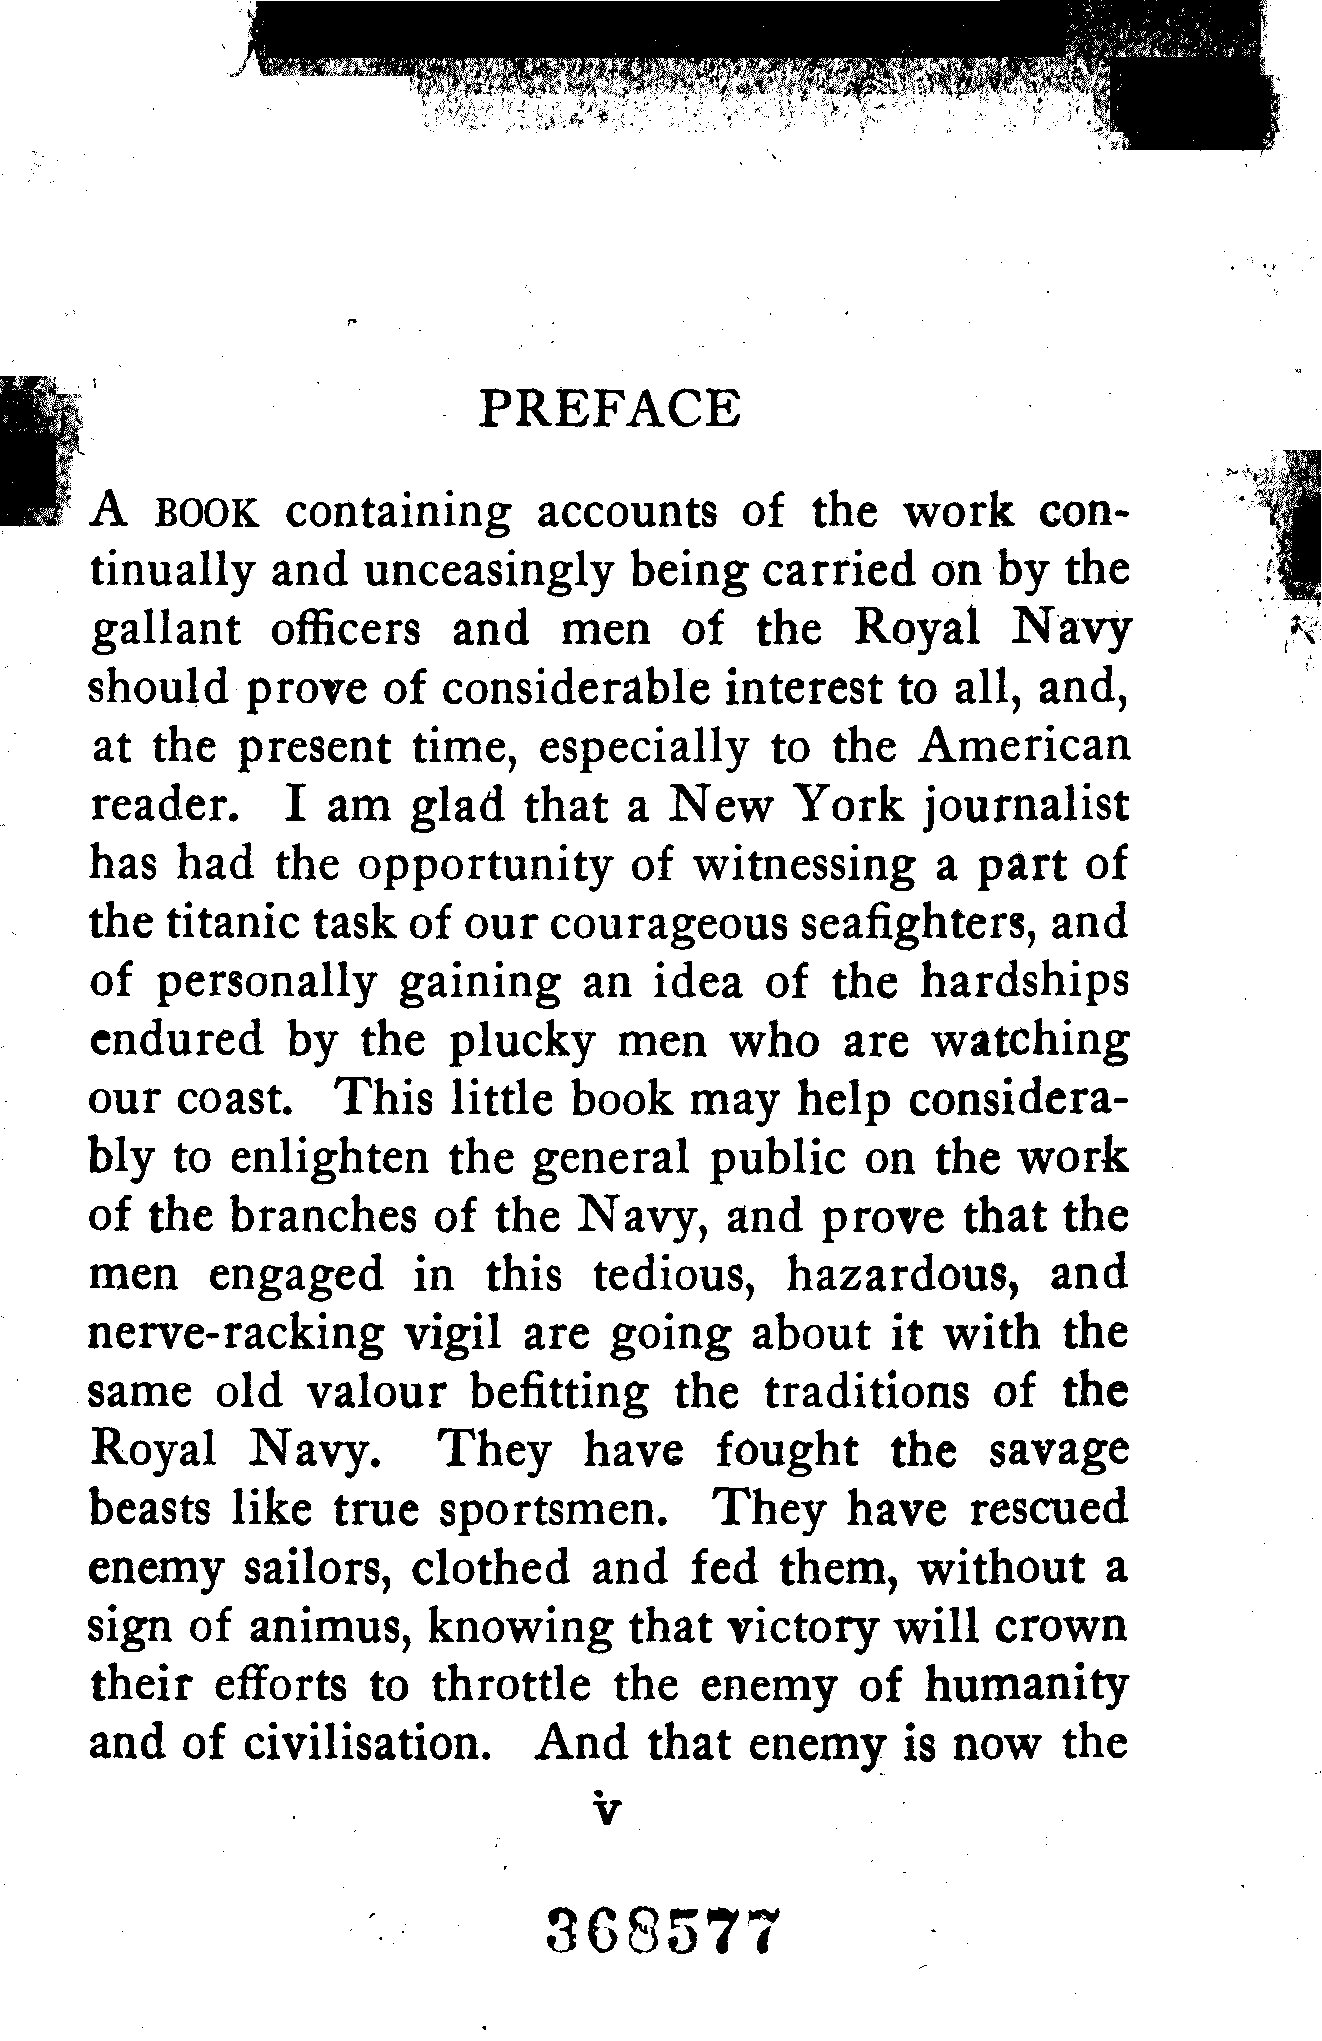 PREFACE
A BOOK containing accounts of the work con-
tinually and unceasingly being carried on by the
gallant officers and men of the Royal Navy
should prove of considerable interest to all, and,
at the present time, especially to the American
reader. I am glad that a New York journalist
has had the opportunity of witnessing a part of
the titanic task of our courageous seafighters, and
of personally gaining an idea of the hardships
endured by the plucky men who are watching
our coast. This little book may help considera-
bly to enlighten the general public on the work
of the branches of the Navy, and prove that the
men engaged in this tedious, hazardous, and
nerve-racking vigil are going about it with the
same old valour befitting the traditions of the
Royal Navy. They have fought the savage
beasts like true sportsmen. They have rescued
enemy sailors, clothed and fed them, without a
sign of animus, knowing that victory will crown
their efforts to throttle the enemy of humanity
and of civilisation. And that enemy is now the
v
368577